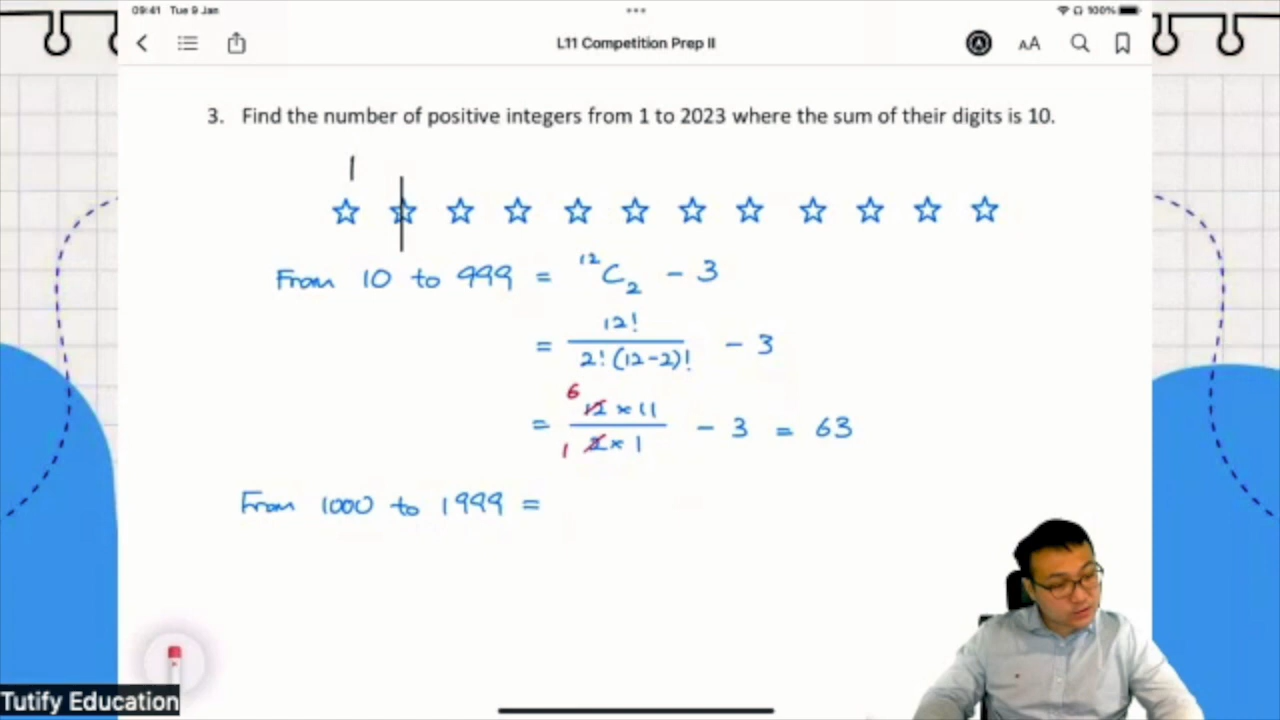 09:41 Tue 9 Jan
100%
L11 Competition Prep II
AA
3. Find the number of positive integers from 1 to 2023 where the sum of their digits is 10.
1
From 10 to 999 = ¹²C₂ - 3
= 12! / 2! (12-2)! - 3
6
= 12 × 11 / 2 × 1 - 3 = 63
1
From 1000 to 1999 =
Tutify Education